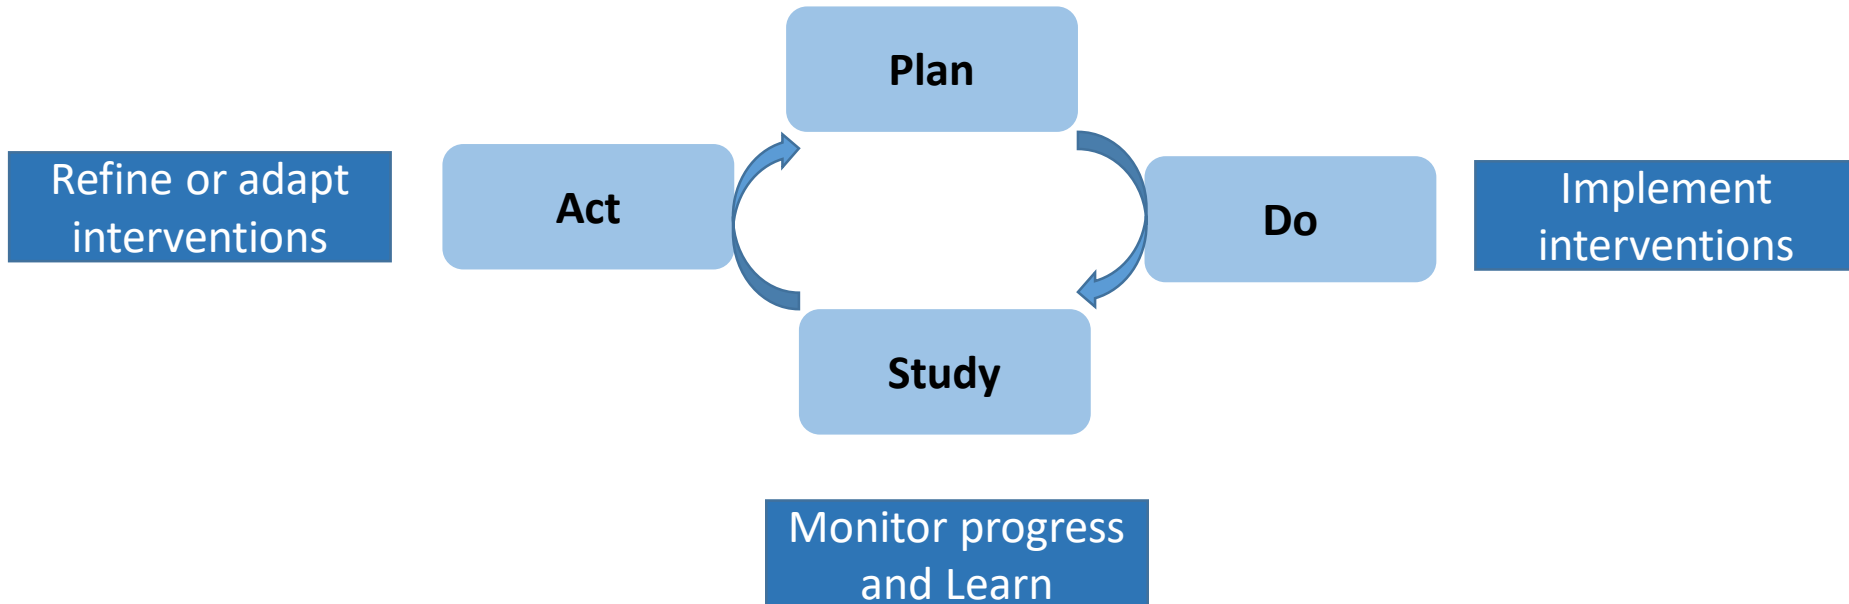 Plan
Refine or adapt
interventions
Act
Do
Implement
interventions
Study
Monitor progress
and Learn